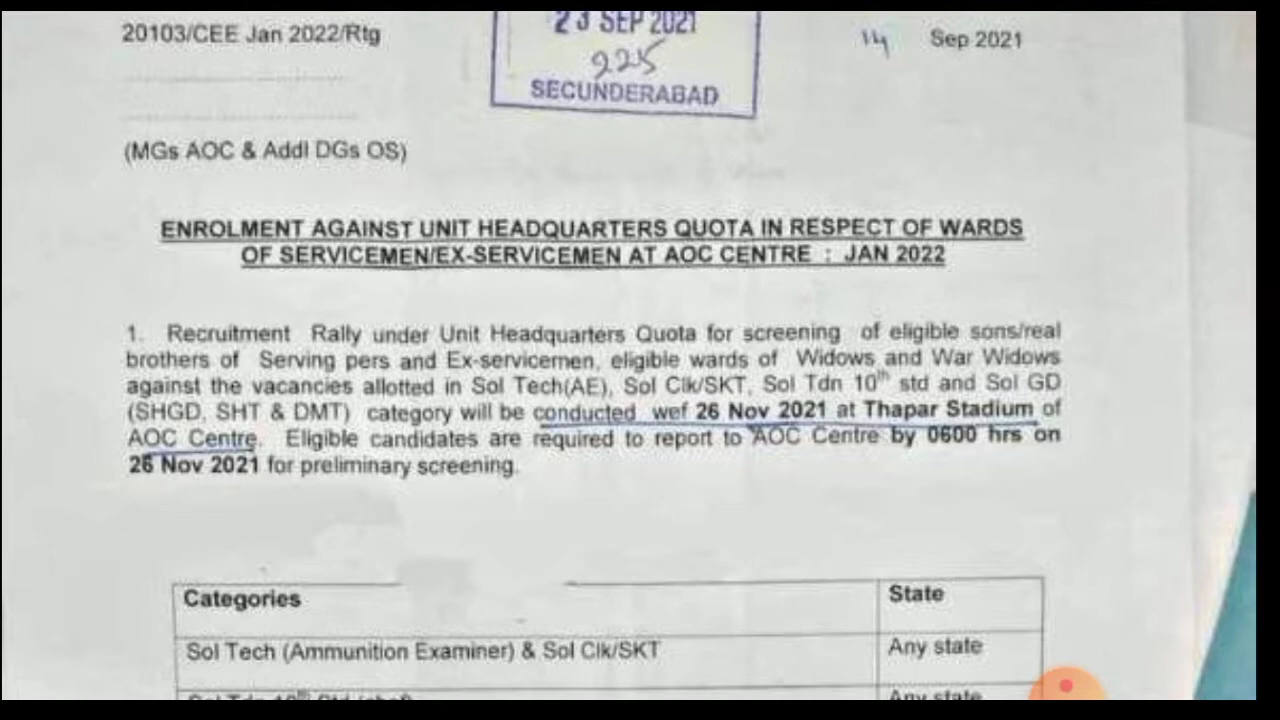 20103/CEE Jan 2022/Rtg
23 SEP 2021
225
SECUNDERABAD
14 Sep 2021
(MGs AOC & Addl DGs OS)
ENROLMENT AGAINST UNIT HEADQUARTERS QUOTA IN RESPECT OF WARDS
OF SERVICEMEN/EX-SERVICEMEN AT AOC CENTRE : JAN 2022
1. Recruitment Rally under Unit Headquarters Quota for screening of eligible sons/real
brothers of Serving pers and Ex-servicemen, eligible wards of Widows and War Widows
against the vacancies allotted in Sol Tech(AE), Sol Clk/SKT, Sol Tdn 10th std and Sol GD
(SHGD, SHT & DMT) category will be conducted wef 26 Nov 2021 at Thapar Stadium of
AOC Centre. Eligible candidates are required to report to AOC Centre by 0600 hrs on
26 Nov 2021 for preliminary screening.
Categories State
Sol Tech (Ammunition Examiner) & Sol Clk/SKT Any state
Sol Tdn 10th Std (chef) Any state